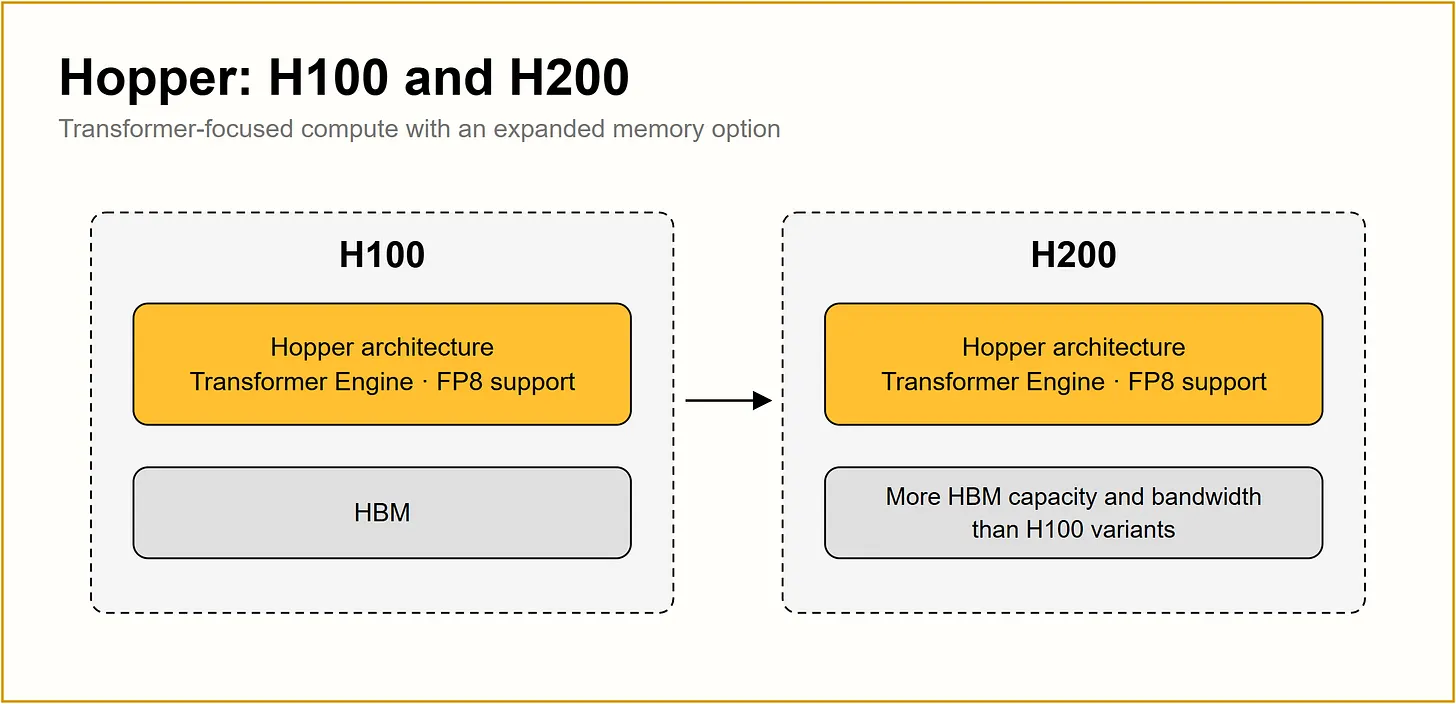 Hopper: H100 and H200
Transformer-focused compute with an expanded memory option
H100
Hopper architecture
Transformer Engine · FP8 support
HBM
H200
Hopper architecture
Transformer Engine · FP8 support
More HBM capacity and bandwidth
than H100 variants